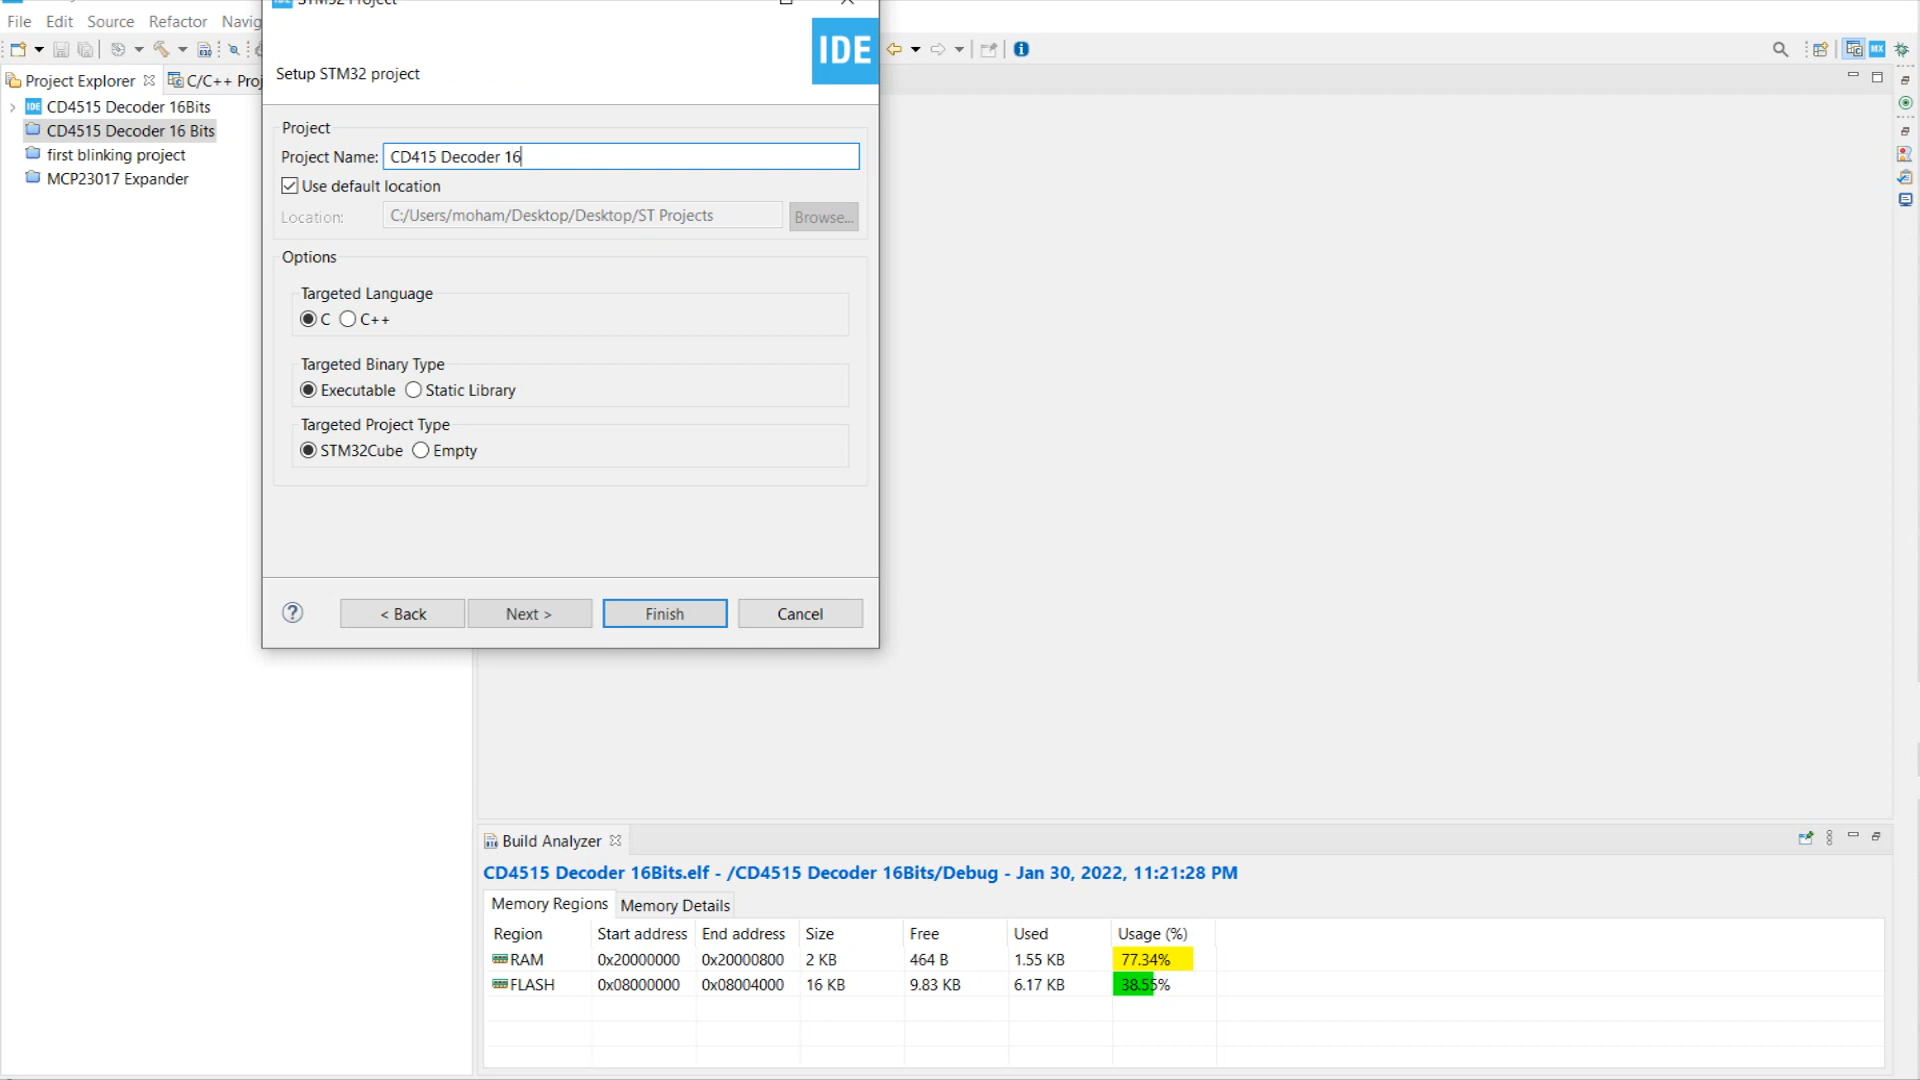 STM32 Project
File Edit Source Refactor Navig
IDE
Setup STM32 project
Project Explorer C/C++ Proj
CD4515 Decoder 16Bits
CD4515 Decoder 16 Bits
first blinking project
MCP23017 Expander
Project
Project Name: CD415 Decoder 16
Use default location
Location: C:/Users/moham/Desktop/Desktop/ST Projects Browse...
Options
Targeted Language
C C++
Targeted Binary Type
Executable Static Library
Targeted Project Type
STM32Cube Empty
? < Back Next > Finish Cancel
Build Analyzer
CD4515 Decoder 16Bits.elf - /CD4515 Decoder 16Bits/Debug - Jan 30, 2022, 11:21:28 PM
Memory Regions Memory Details
Region Start address End address Size Free Used Usage (%)
RAM 0x20000000 0x20000800 2 KB 464 B 1.55 KB 77.34%
FLASH 0x08000000 0x08004000 16 KB 9.83 KB 6.17 KB 38.55%